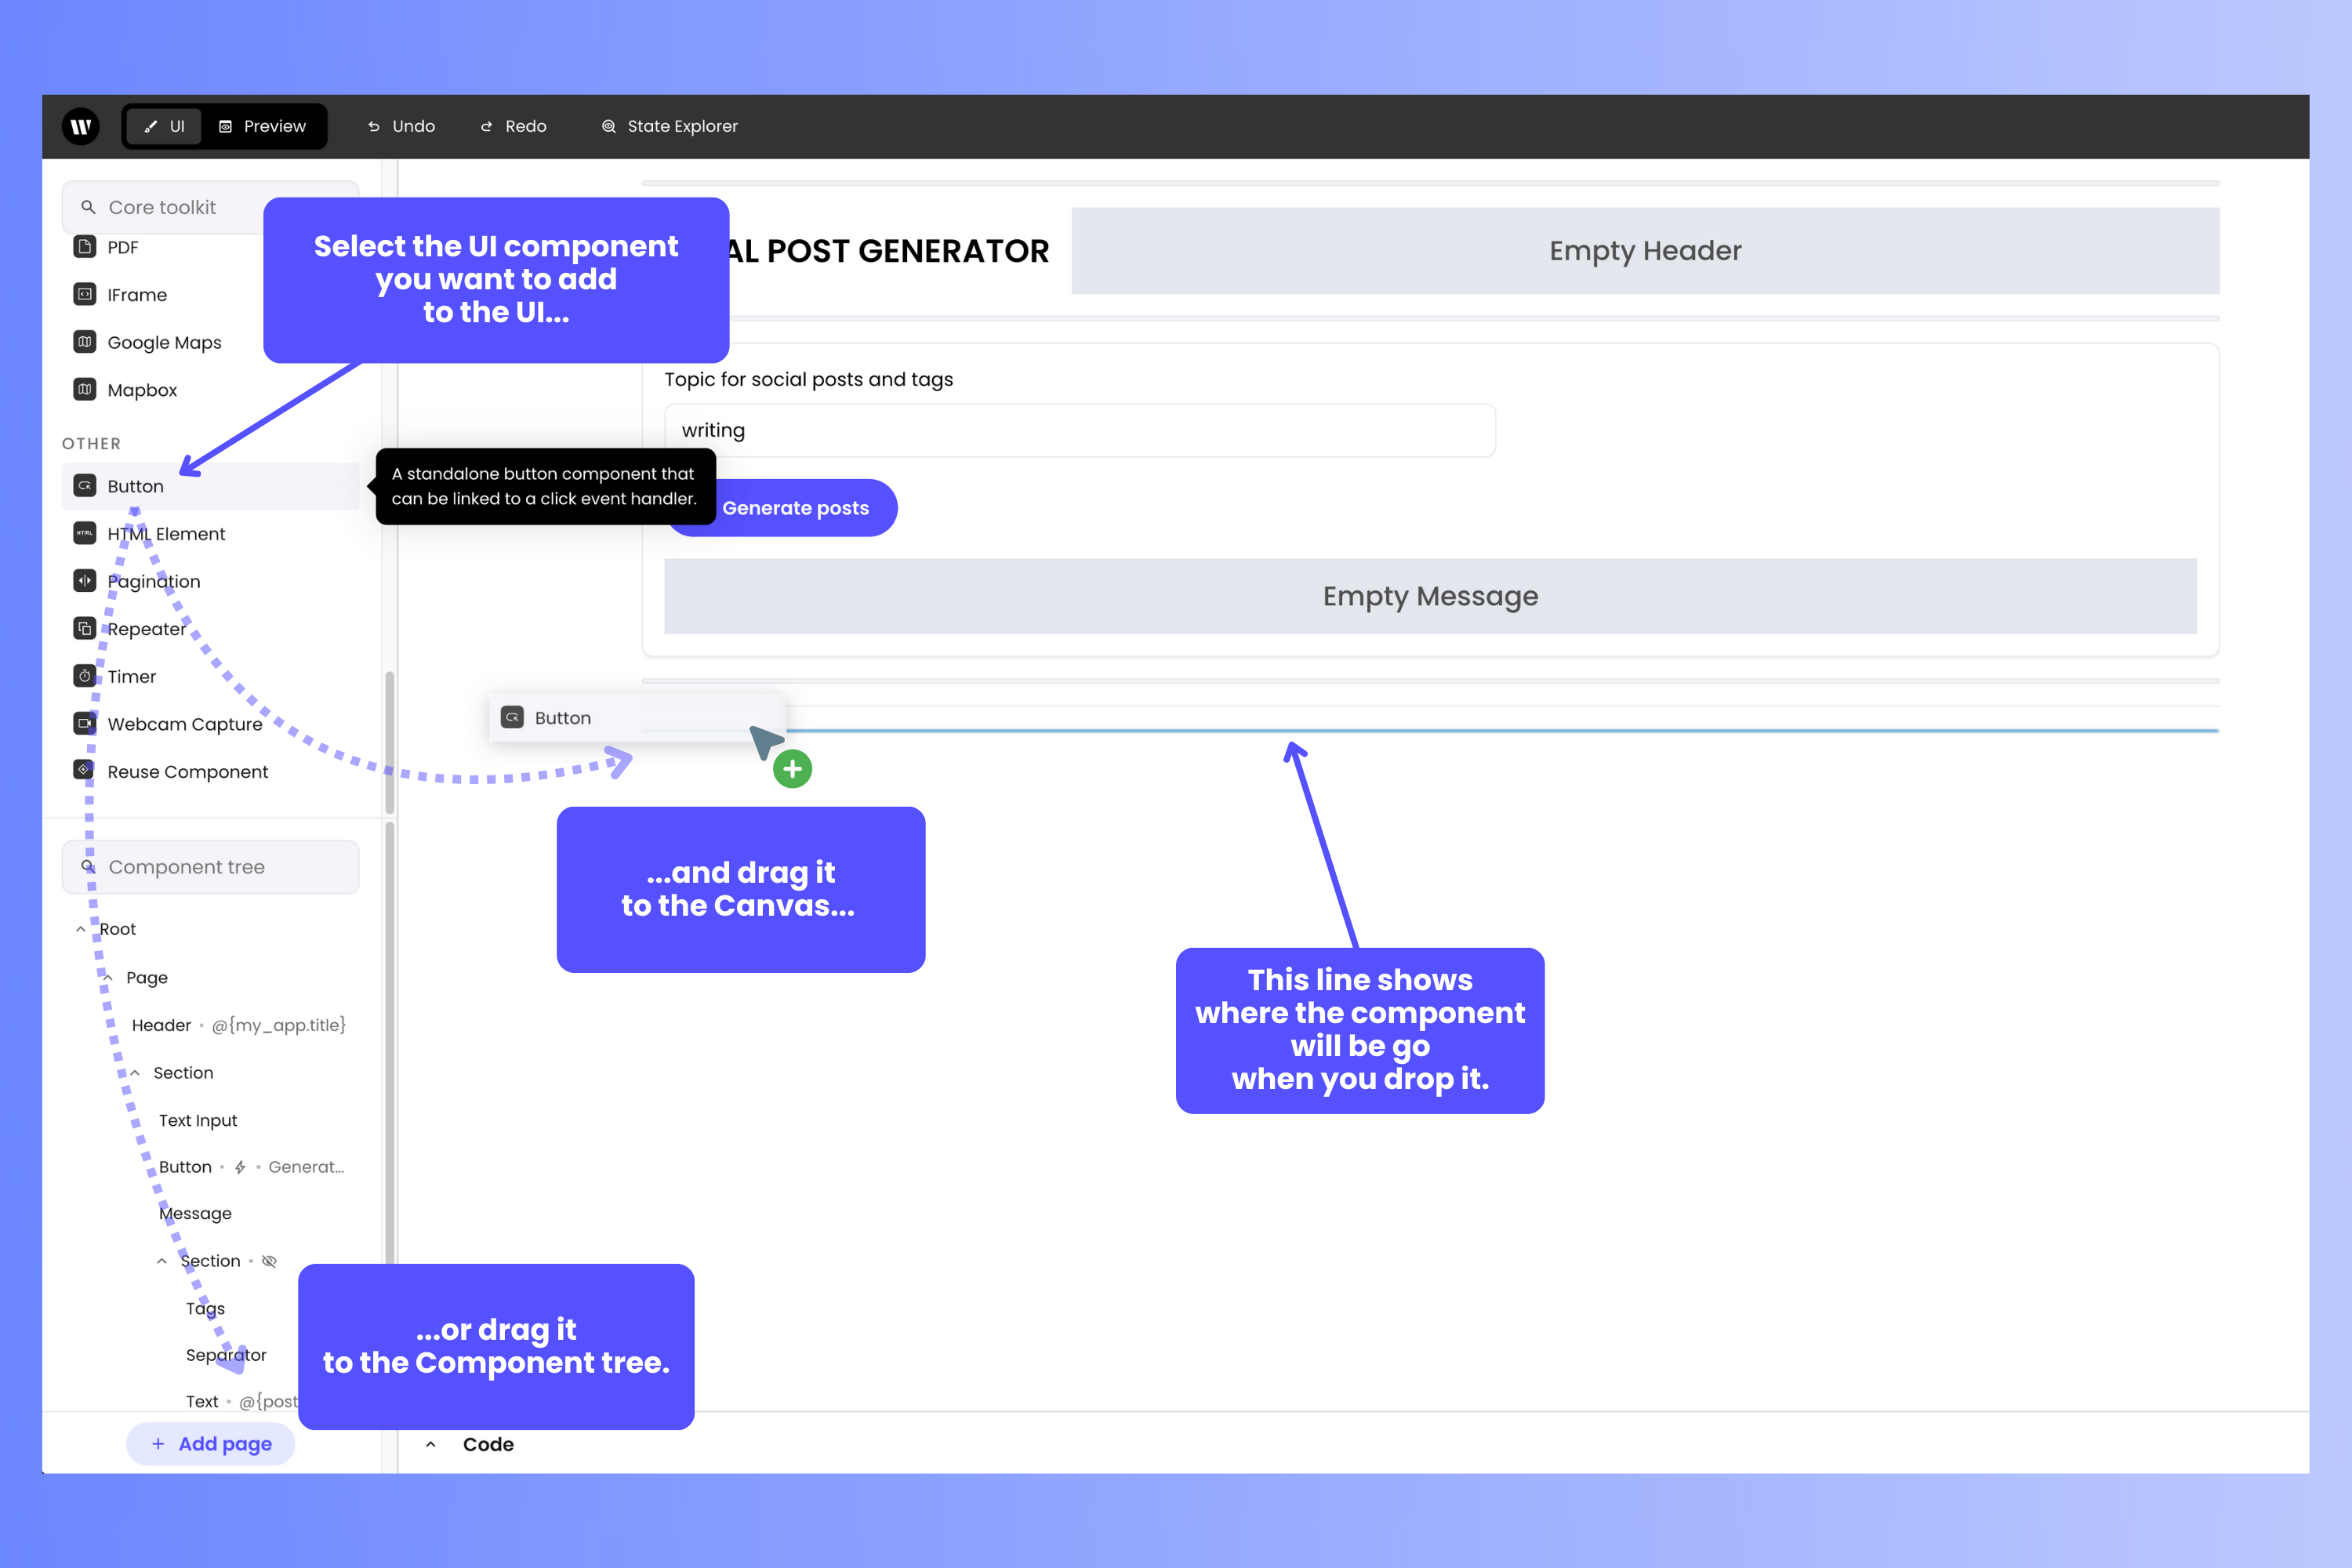 UI
Preview
Undo
Redo
State Explorer
Core toolkit
PDF
IFrame
Google Maps
Mapbox
OTHER
Button
HTML Element
Pagination
Repeater
Timer
Webcam Capture
Reuse Component
Select the UI component
you want to add
to the UI...
A standalone button component that
can be linked to a click event handler.
AL POST GENERATOR
Empty Header
Topic for social posts and tags
writing
Generate posts
Empty Message
Button
...and drag it
to the Canvas...
This line shows
where the component
will be go
when you drop it.
Component tree
Root
Page
Header • @{my_app.title}
Section
Text Input
Button • • Generat...
Message
Section •
Tags
Separator
Text • @{post
...or drag it
to the Component tree.
+ Add page
Code